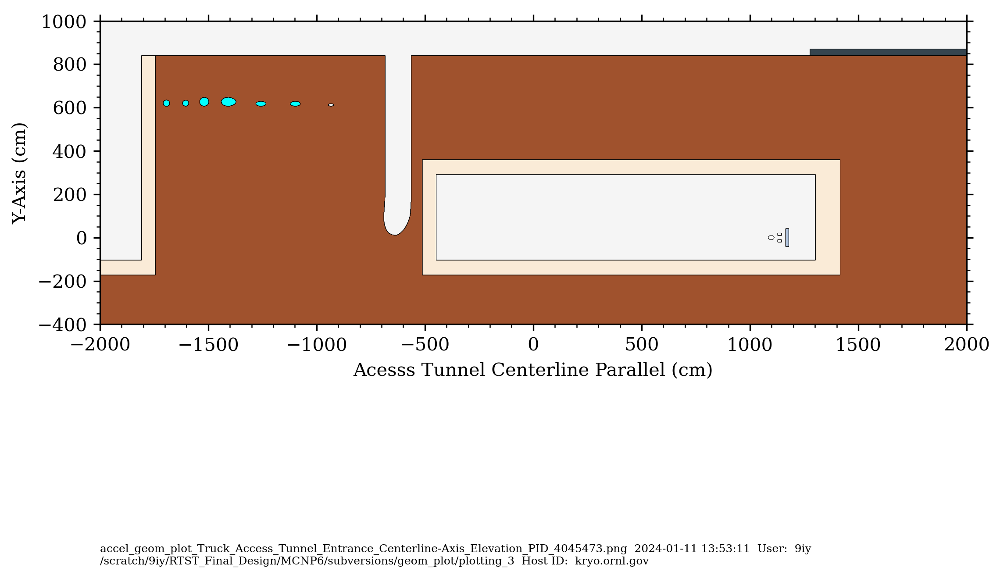 1000
800
600
400
200
0
−200
−400
Y-Axis (cm)
−2000 −1500 −1000 −500 0 500 1000 1500 2000
Acesss Tunnel Centerline Parallel (cm)
accel_geom_plot_Truck_Access_Tunnel_Entrance_Centerline-Axis_Elevation_PID_4045473.png 2024-01-11 13:53:11 User: 9iy
/scratch/9iy/RTST_Final_Design/MCNP6/subversions/geom_plot/plotting_3 Host ID: kryo.ornl.gov